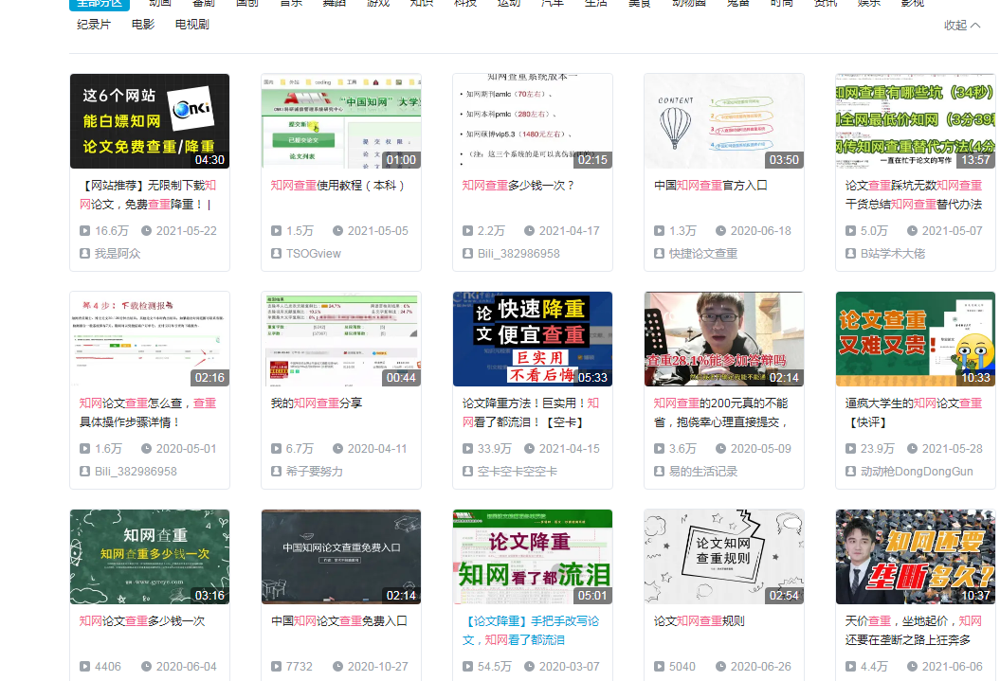 全部分区 动画 番剧 国创 音乐 舞蹈 游戏 知识 科技 运动 汽车 生活 美食 动物圈 鬼畜 时尚 资讯 娱乐 影视
纪录片 电影 电视剧 收起
这6个网站
能白嫖知网
论文免费查重/降重
04:30
【网站推荐】无限制下载知
网论文，免费查重降重！|
16.6万 2021-05-22
我是阿众
“中国知网”大学
提交权限：
已提交论文
论文列表
01:00
知网查重使用教程（本科）
1.5万 2021-05-05
TSOGview
知网查重系统版本一
• 知网期刊amlc（70左右）、
• 知网本科pmlc（280左右）、
• 知网硕博vip5.3（1480元左右）、
02:15
知网查重多少钱一次？
2.2万 2021-04-17
Bili_382986958
CONTENT
03:50
中国知网查重官方入口
1.3万 2020-06-18
快捷论文查重
知网查重有哪些坑（34秒）
全网最低价知网（3分39
网传知网查重替代方法(4分
一直在忙于论文的写作
13:57
论文查重踩坑无数知网查重
干货总结知网查重替代办法
5.0万 2021-05-07
B站学术大佬
第4步：下载检测报告
02:16
知网论文查重怎么查，查重
具体操作步骤详情！
1.6万 2020-05-01
Bili_382986958
00:44
我的知网查重分享
6.7万 2020-04-11
希子要努力
论文
快速降重
便宜查重
巨实用
不看后悔
05:33
论文降重方法！巨实用！知
网看了都流泪！【空卡】
33.9万 2021-04-15
空卡空卡空空卡
查重28.1%能参加答辩吗
02:14
知网查重的200元真的不能
省，抱侥幸心理直接提交，
3.6万 2020-05-09
易的生活记录
论文查重
又难又贵
10:33
逼疯大学生的知网论文查重
【快评】
23.9万 2021-05-28
动动枪DongDongGun
知网查重
知网查重多少钱一次
03:16
知网论文查重多少钱一次
4406 2020-06-04
中国知网论文查重免费入口
02:14
中国知网论文查重免费入口
7732 2020-10-27
论文降重
知网看了都流泪
05:01
【论文降重】手把手改写论
文，知网看了都流泪
54.5万 2020-03-07
论文知网
查重规则
02:54
论文知网查重规则
5040 2020-06-26
知网还要
垄断多久?
10:37
天价查重，坐地起价，知网
还要在垄断之路上狂奔多
4.4万 2021-06-06